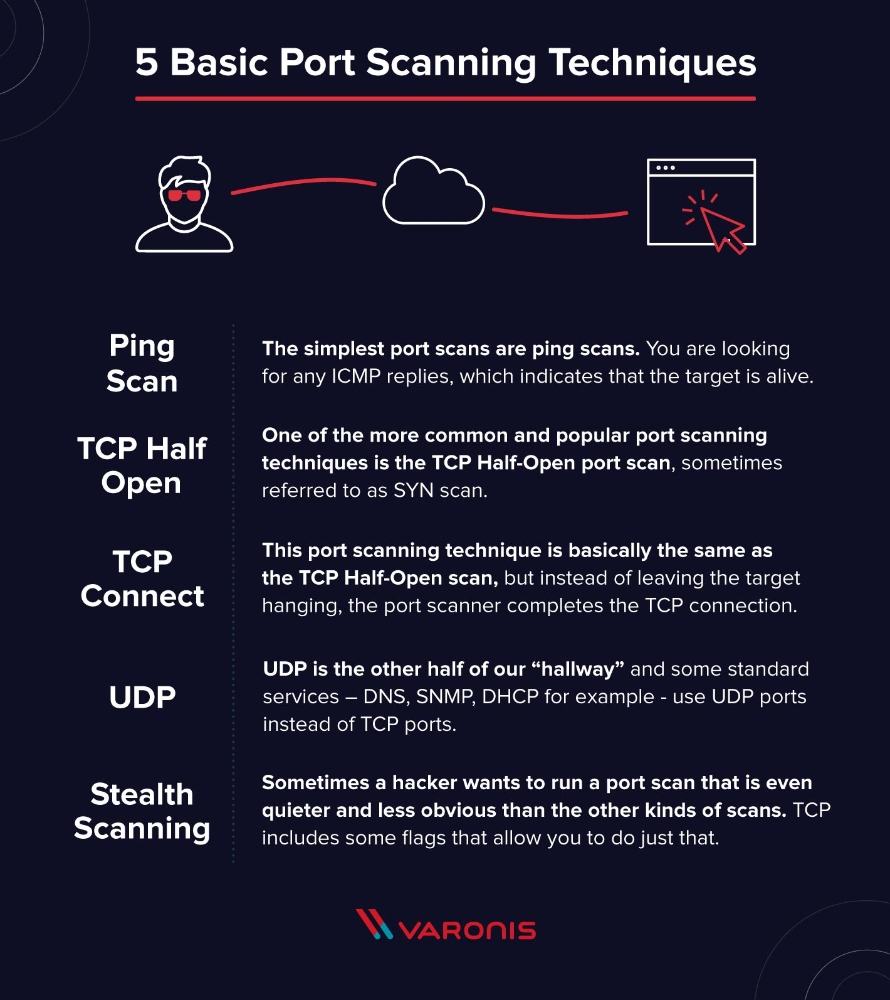 5 Basic Port Scanning Techniques
Ping
Scan
The simplest port scans are ping scans. You are looking
for any ICMP replies, which indicates that the target is alive.
TCP Half
Open
One of the more common and popular port scanning
techniques is the TCP Half-Open port scan, sometimes
referred to as SYN scan.
TCP
Connect
This port scanning technique is basically the same as
the TCP Half-Open scan, but instead of leaving the target
hanging, the port scanner completes the TCP connection.
UDP
UDP is the other half of our “hallway” and some standard
services – DNS, SNMP, DHCP for example - use UDP ports
instead of TCP ports.
Stealth
Scanning
Sometimes a hacker wants to run a port scan that is even
quieter and less obvious than the other kinds of scans. TCP
includes some flags that allow you to do just that.
VARONIS